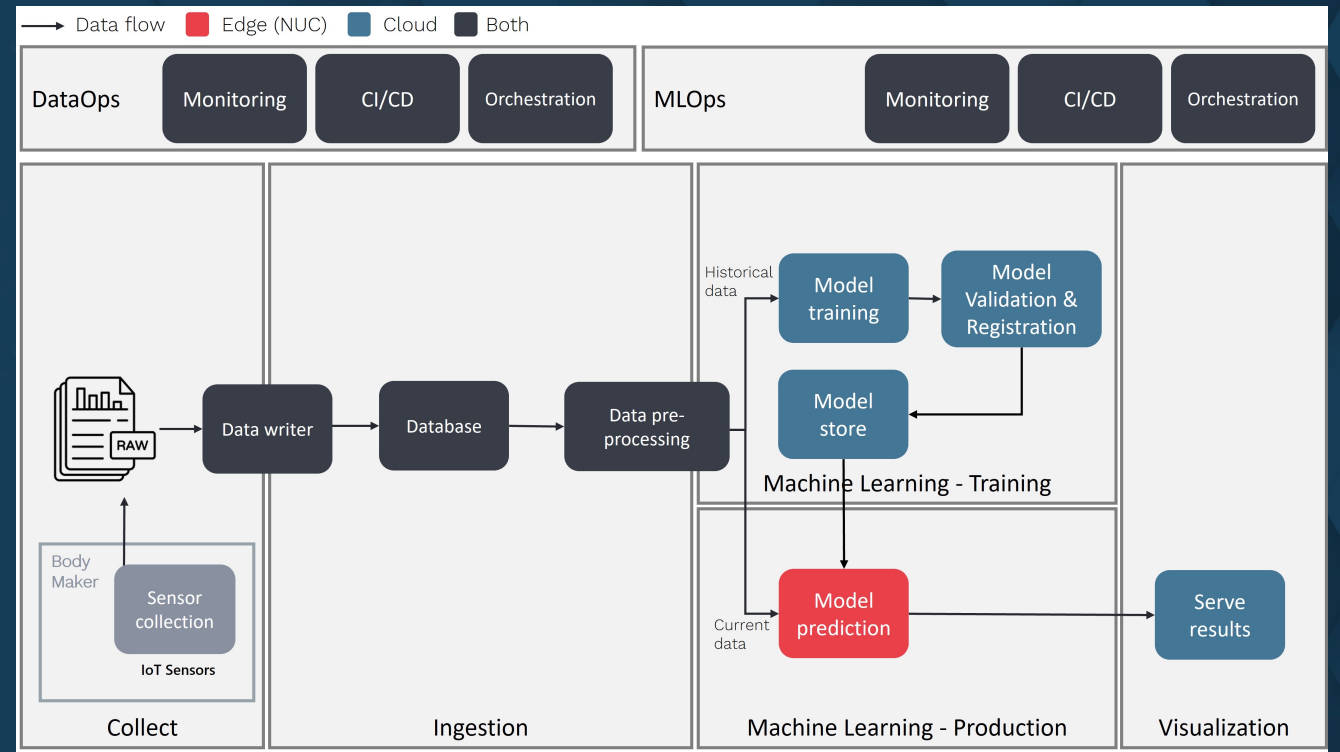 Data flow
Edge (NUC)
Cloud
Both
DataOps
Monitoring
CI/CD
Orchestration
MLOps
Monitoring
CI/CD
Orchestration
RAW
Body
Maker
Sensor
collection
IoT Sensors
Collect
Data writer
Database
Data pre-
processing
Ingestion
Historical
data
Model
training
Model
Validation &
Registration
Model
store
Machine Learning - Training
Current
data
Model
prediction
Machine Learning - Production
Serve
results
Visualization